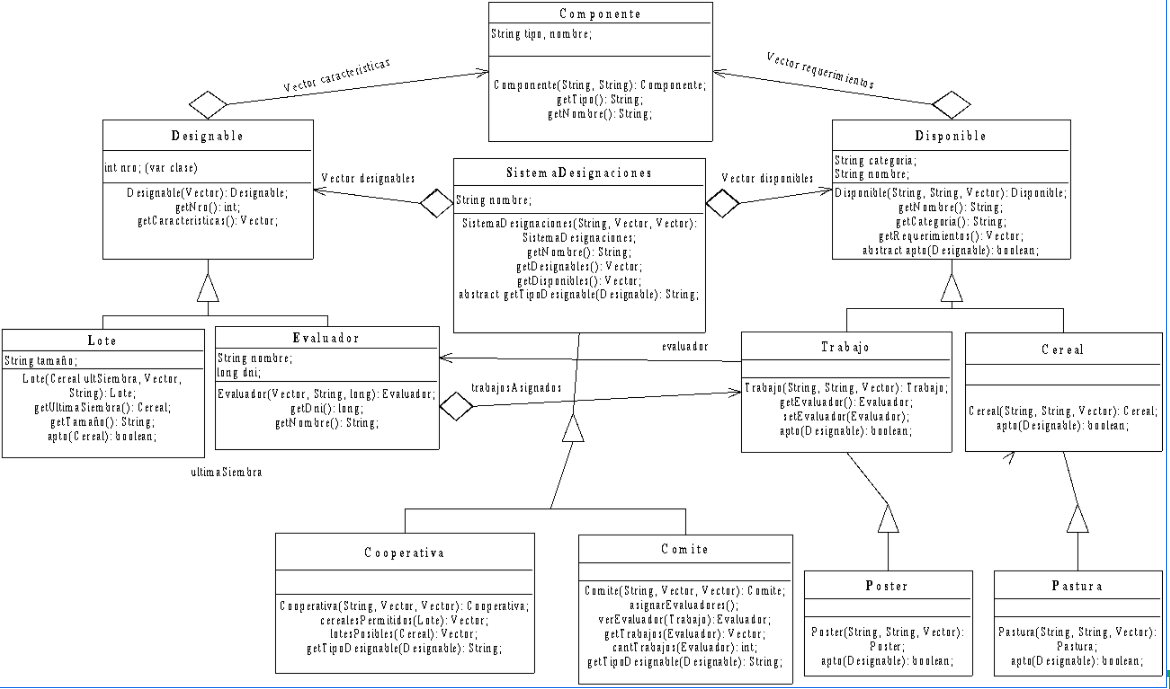 Componente
String tipo, nombre;
Componente(String, String): Componente;
getTipo(): String;
getNombre(): String;
Vector características
Vector requerimientos
Designable
int nro; (var clase)
Designable(Vector): Designable;
getNro(): int;
getCaracteristicas(): Vector;
Vector designables
SistemaDesignaciones
String nombre;
SistemaDesignaciones(String, Vector, Vector):
SistemaDesignaciones;
getNombre(): String;
getDesignables(): Vector;
getDisponibles(): Vector;
abstract getTipoDesignable(Designable): String;
Vector disponibles
Disponible
String categoria;
String nombre;
Disponible(String, String, Vector): Disponible;
getNombre(): String;
getCategoria(): String;
getRequerimientos(): Vector;
abstract apto(Designable): boolean;
Lote
String tamaño;
Lote(Cereal ultSiembra, Vector,
String): Lote;
getUltimaSiembra(): Cereal;
getTamaño(): String;
apto(Cereal): boolean;
Evaluador
String nombre;
long dni;
Evaluador(Vector, String, long): Evaluador;
getDni(): long;
getNombre(): String;
evaluador
trabajosAsignados
Trabajo
Trabajo(String, String, Vector): Trabajo;
getEvaluador(): Evaluador;
setEvaluador(Evaluador);
apto(Designable): boolean;
Cereal
Cereal(String, String, Vector): Cereal;
apto(Designable): boolean;
ultimaSiembra
Cooperativa
Cooperativa(String, Vector, Vector): Cooperativa;
cerealesPermitidos(Lote): Vector;
lotesPosibles(Cereal): Vector;
getTipoDesignable(Designable): String;
Comite
Comite(String, Vector, Vector): Comite;
asignarEvaluadores();
verEvaluador(Trabajo): Evaluador;
getTrabajos(Evaluador): Vector;
cantTrabajos(Evaluador): int;
getTipoDesignable(Designable): String;
Poster
Poster(String, String, Vector):
Poster;
apto(Designable): boolean;
Pastura
Pastura(String, String, Vector):
Pastura;
apto(Designable): boolean;